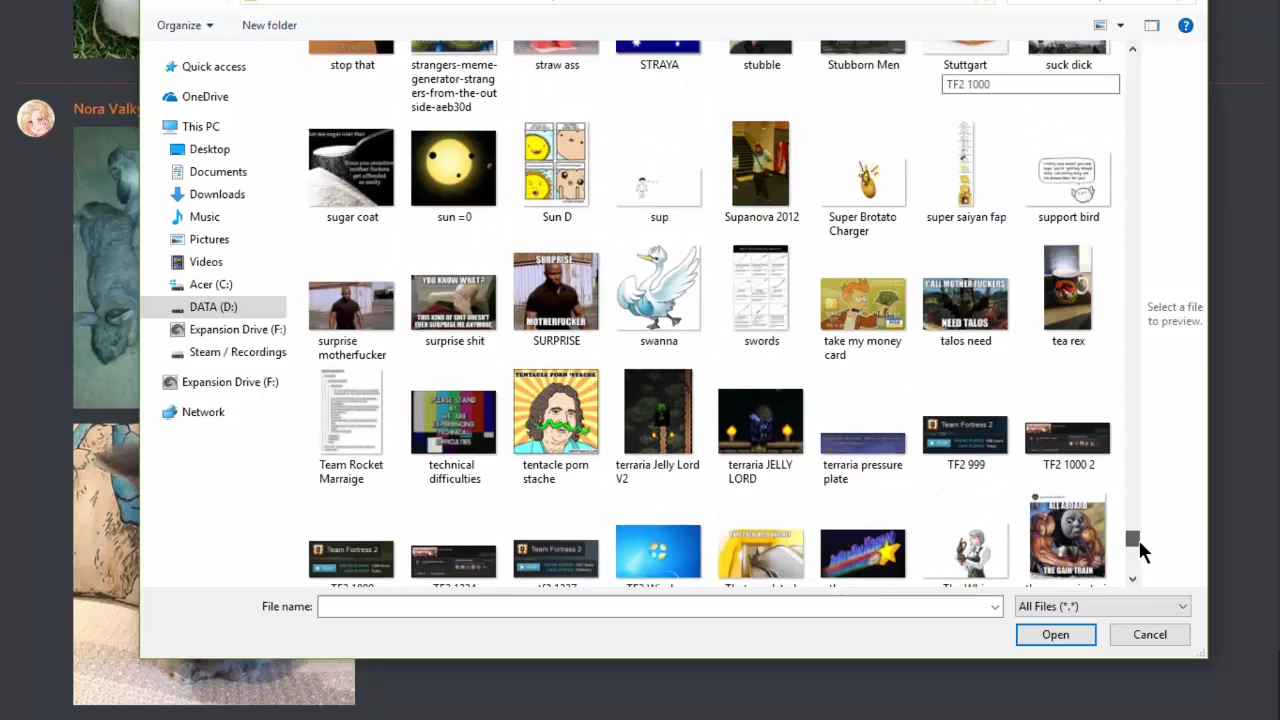 Organize
New folder
Nora Valky
Quick access
OneDrive
This PC
Desktop
Documents
Downloads
Music
Pictures
Videos
Acer (C:)
DATA (D:)
Expansion Drive (F:)
Steam / Recordings
Expansion Drive (F:)
Network
stop that
strangers-meme-
generator-strang
ers-from-the-out
side-aeb30d
straw ass
STRAYA
stubble
Stubborn Men
Stuttgart
suck dick
TF2 1000
sugar coat
sun =0
Sun D
sup
Supanova 2012
Super Brotato
Charger
super saiyan fap
support bird
YOU KNOW WHAT?
THIS KIND OF SHIT DOESN'T
EVEN SURPRISE ME ANYMORE.
SURPRISE
MOTHERFUCKER
Y'ALL MOTHER FUCKERS
NEED TALOS
surprise
motherfucker
surprise shit
SURPRISE
swanna
swords
take my money
card
talos need
tea rex
PLEASE STAND
BY
WE ARE
EXPERIENCING
TECHNICAL
DIFFICULTIES
TENTACLE PORN 'STACHE
Team Rocket
Marraige
technical
difficulties
tentacle porn
stache
terraria Jelly Lord
V2
terraria JELLY
LORD
terraria pressure
plate
TF2 999
TF2 1000 2
Team Fortress 2
Team Fortress 2
Team Fortress 2
ALL ABOARD
THE GAIN TRAIN
Select a file
to preview.
File name:
All Files (*.*)
Open
Cancel